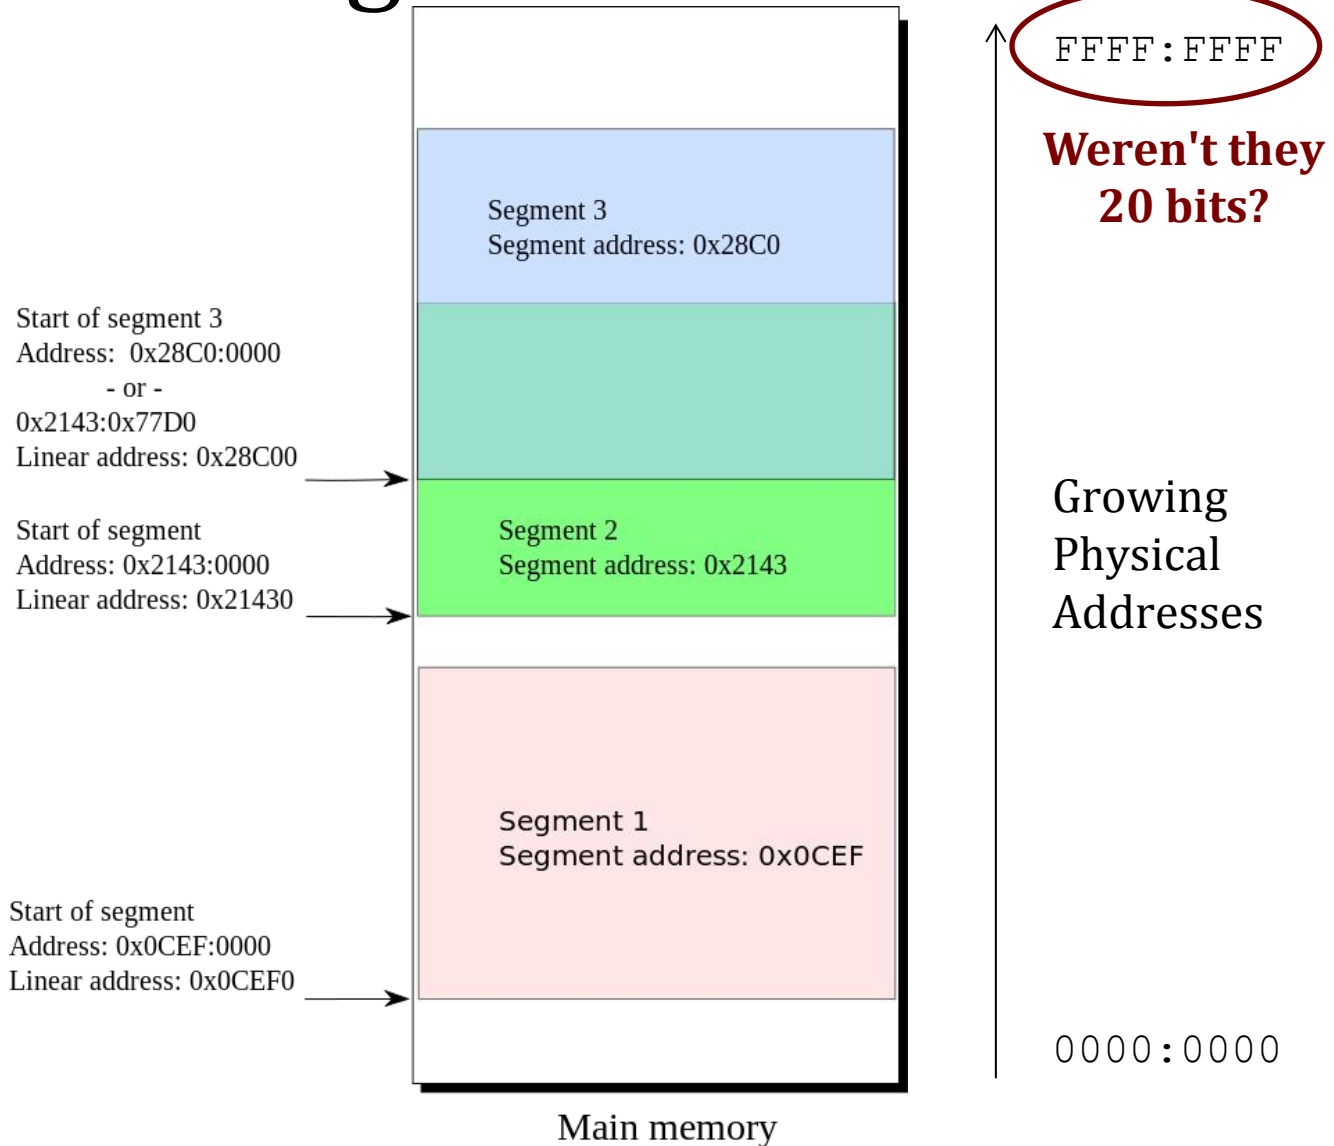 g
FFFF:FFFF
Weren't they
20 bits?
Segment 3
Segment address: 0x28C0
Start of segment 3
Address: 0x28C0:0000
- or -
0x2143:0x77D0
Linear address: 0x28C00
Start of segment
Address: 0x2143:0000
Linear address: 0x21430
Segment 2
Segment address: 0x2143
Growing
Physical
Addresses
Segment 1
Segment address: 0x0CEF
Start of segment
Address: 0x0CEF:0000
Linear address: 0x0CEF0
0000:0000
Main memory